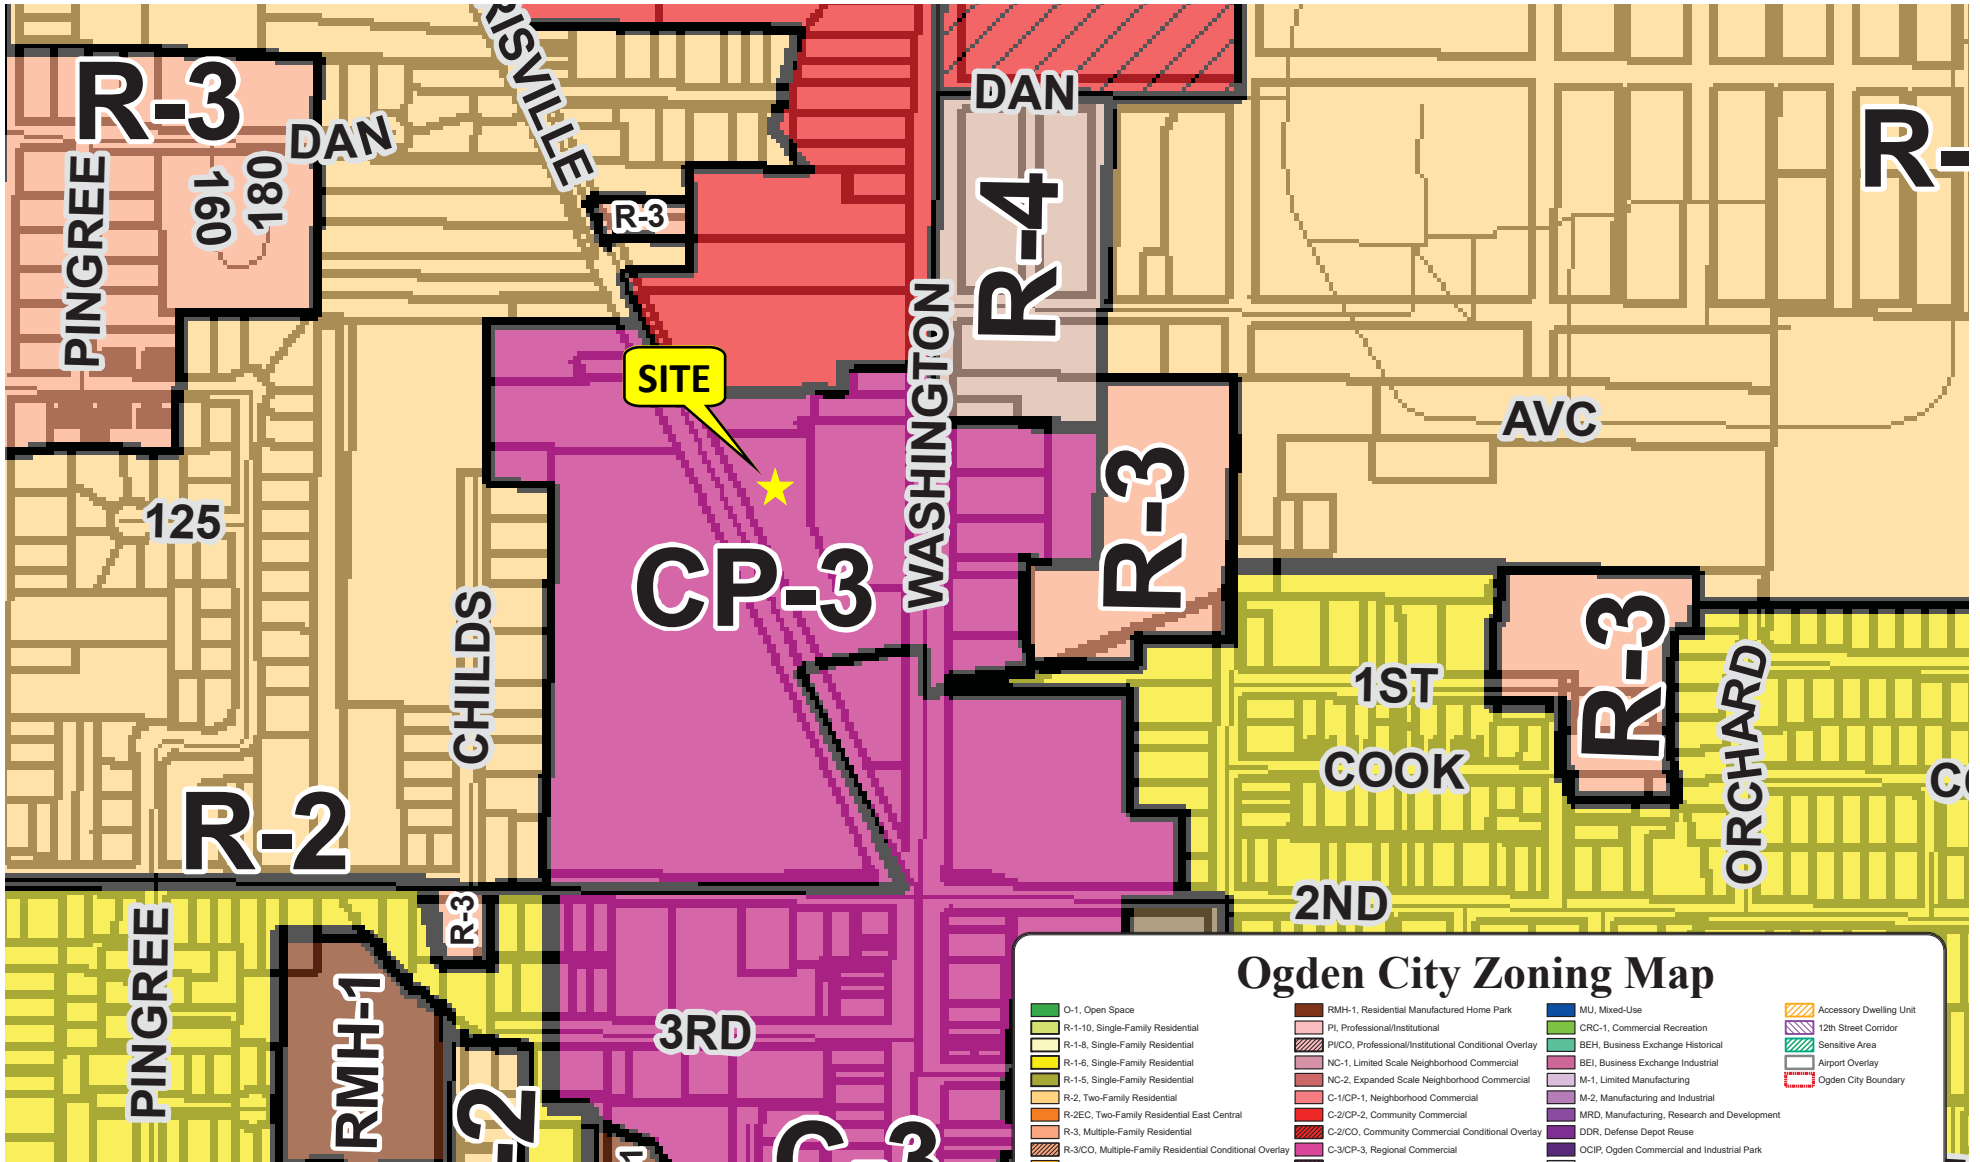 RISVILLE
R-3
DAN
DAN
R-
160
180
PINGREE
R-3
R-4
WASHINGTON
SITE
AVC
R-3
125
CP-3
CHILDS
R-3
1ST
COOK
ORCHARD
CO
R-2
2ND
R-3
PINGREE
RMH-1
-2
3RD
C-3
1
Ogden City Zoning Map
O-1, Open Space
R-1-10, Single-Family Residential
R-1-8, Single-Family Residential
R-1-6, Single-Family Residential
R-1-5, Single-Family Residential
R-2, Two-Family Residential
R-2EC, Two-Family Residential East Central
R-3, Multiple-Family Residential
R-3/CO, Multiple-Family Residential Conditional Overlay
RMH-1, Residential Manufactured Home Park
PI, Professional/Institutional
PI/CO, Professional/Institutional Conditional Overlay
NC-1, Limited Scale Neighborhood Commercial
NC-2, Expanded Scale Neighborhood Commercial
C-1/CP-1, Neighborhood Commercial
C-2/CP-2, Community Commercial
C-2/CO, Community Commercial Conditional Overlay
C-3/CP-3, Regional Commercial
MU, Mixed-Use
CRC-1, Commercial Recreation
BEH, Business Exchange Historical
BEI, Business Exchange Industrial
M-1, Limited Manufacturing
M-2, Manufacturing and Industrial
MRD, Manufacturing, Research and Development
DDR, Defense Depot Reuse
OCIP, Ogden Commercial and Industrial Park
Accessory Dwelling Unit
12th Street Corridor
Sensitive Area
Airport Overlay
Ogden City Boundary